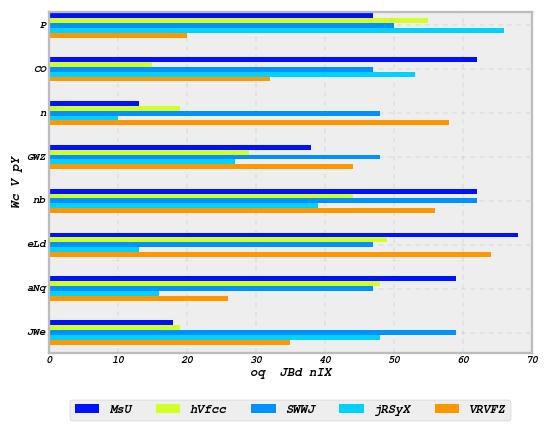 P
CO
n
GWZ
nb
eLd
aNq
JWe
Wc V pY
0 10 20 30 40 50 60 70
oq JBd nIX
MsU hVfcc SWWJ jRSyX VRVFZ